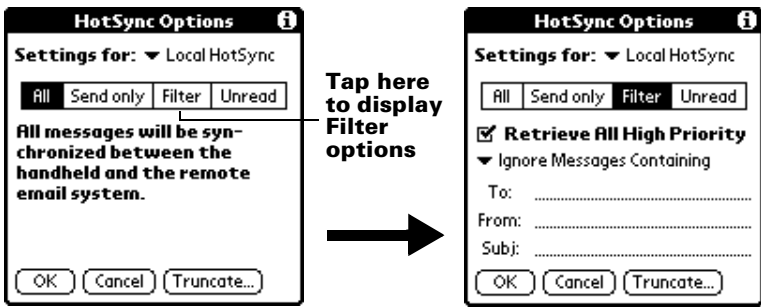 HotSync Options i
Settings for: Local HotSync
All Send only Filter Unread
All messages will be syn-
chronized between the
handheld and the remote
email system.
OK Cancel Truncate...
Tap here
to display
Filter
options
HotSync Options i
Settings for: Local HotSync
All Send only Filter Unread
Retrieve All High Priority
Ignore Messages Containing
To:
From:
Subj:
OK Cancel Truncate...